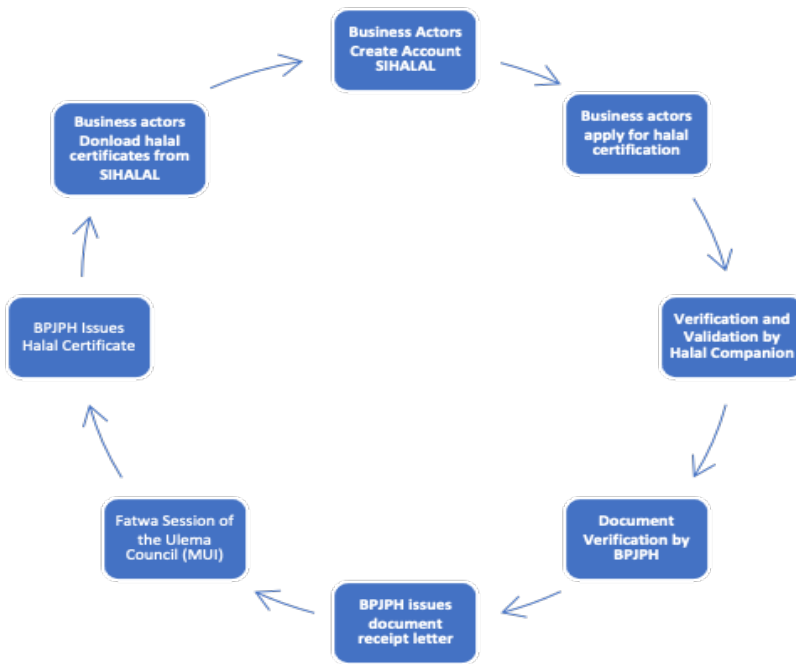 Business Actors
Create Account
SIHALAL
Business actors
apply for halal
certification
Verification and
Validation by
Halal Companion
Document
Verification by
BPJPH
BPJPH issues
document
receipt letter
Fatwa Session of
the Ulema
Council (MUI)
BPJPH Issues
Halal Certificate
Business actors
Donload halal
certificates from
SIHALAL